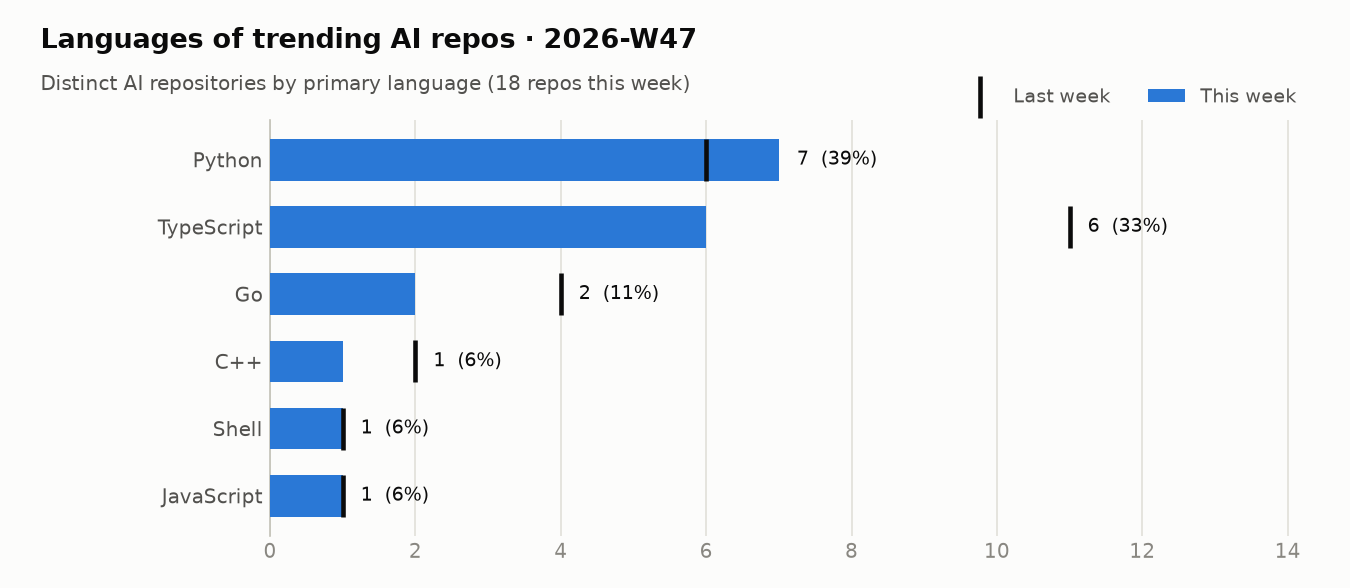 Languages of trending AI repos · 2026-W47
Distinct AI repositories by primary language (18 repos this week)
Last week
This week
Python
7 (39%)
TypeScript
6 (33%)
Go
2 (11%)
C++
1 (6%)
Shell
1 (6%)
JavaScript
1 (6%)
0 2 4 6 8 10 12 14